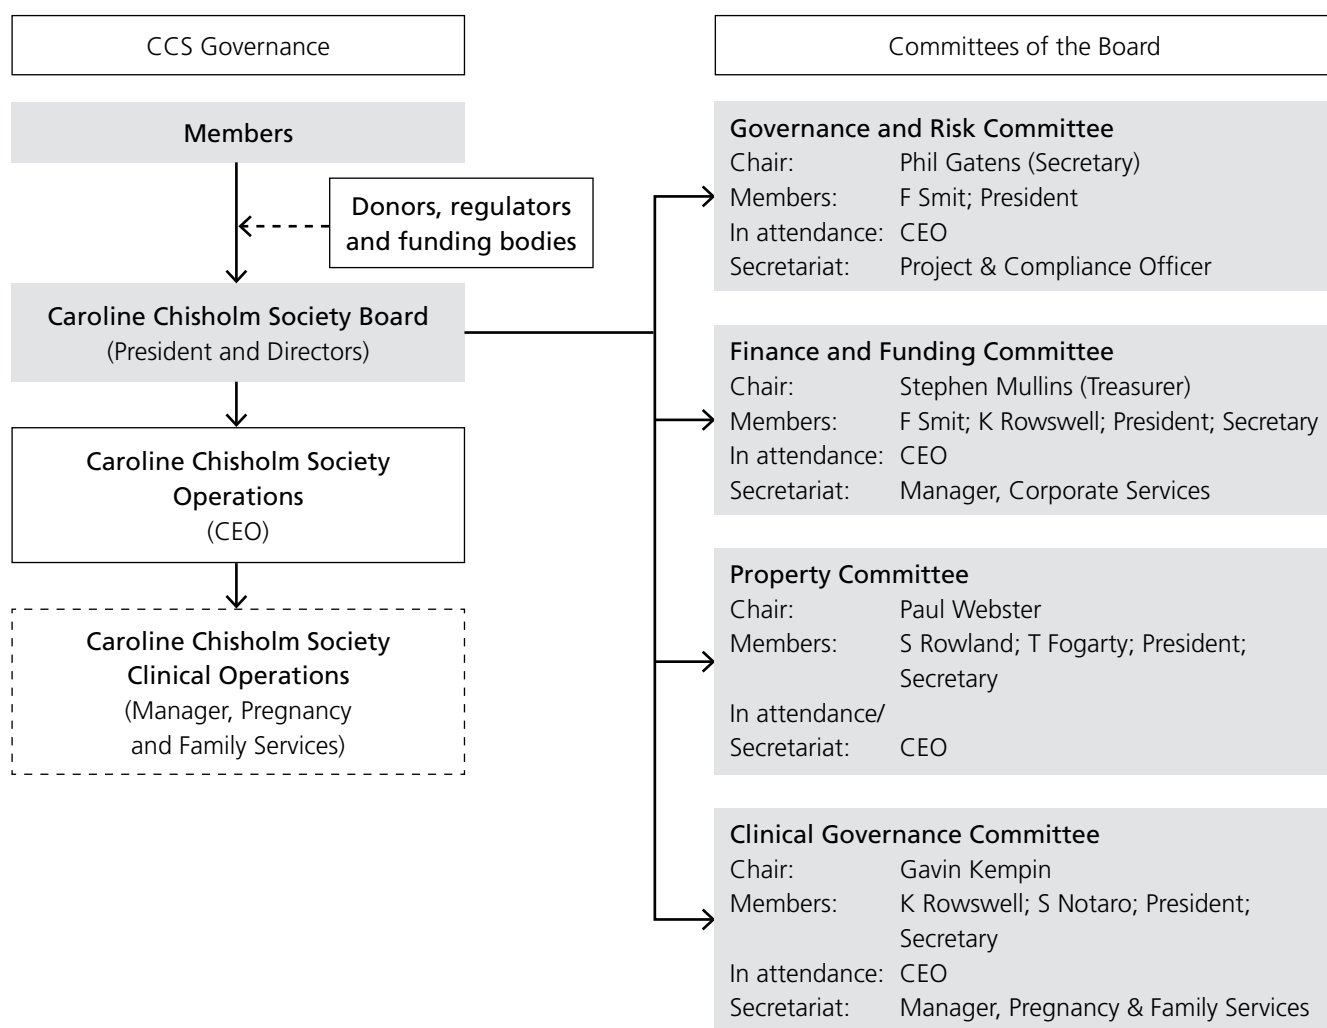 CCS Governance
Members
Donors, regulators
and funding bodies
Caroline Chisholm Society Board
(President and Directors)
Caroline Chisholm Society
Operations
(CEO)
Caroline Chisholm Society
Clinical Operations
(Manager, Pregnancy
and Family Services)
Committees of the Board
Governance and Risk Committee
Chair: Phil Gatens (Secretary)
Members: F Smit; President
In attendance: CEO
Secretariat: Project & Compliance Officer
Finance and Funding Committee
Chair: Stephen Mullins (Treasurer)
Members: F Smit; K Rowswell; President; Secretary
In attendance: CEO
Secretariat: Manager, Corporate Services
Property Committee
Chair: Paul Webster
Members: S Rowland; T Fogarty; President;
Secretary
In attendance/
Secretariat: CEO
Clinical Governance Committee
Chair: Gavin Kempin
Members: K Rowswell; S Notaro; President;
Secretary
In attendance: CEO
Secretariat: Manager, Pregnancy & Family Services